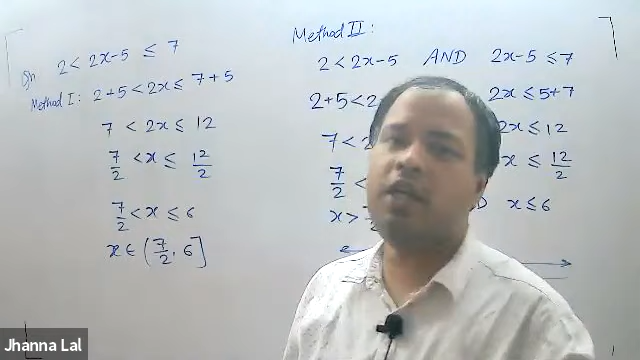 Soln 2 < 2x-5 ≤ 7
Method I: 2+5 < 2x ≤ 7+5
7 < 2x ≤ 12
7/2 < x ≤ 12/2
7/2 < x ≤ 6
x ∈ (7/2, 6]
Method II:
2 < 2x-5 AND 2x-5 ≤ 7
2+5 < 2 2x ≤ 5+7
7 < 2x ≤ 12
7/2 < x ≤ 12/2
x > x ≤ 6
Jhanna Lal